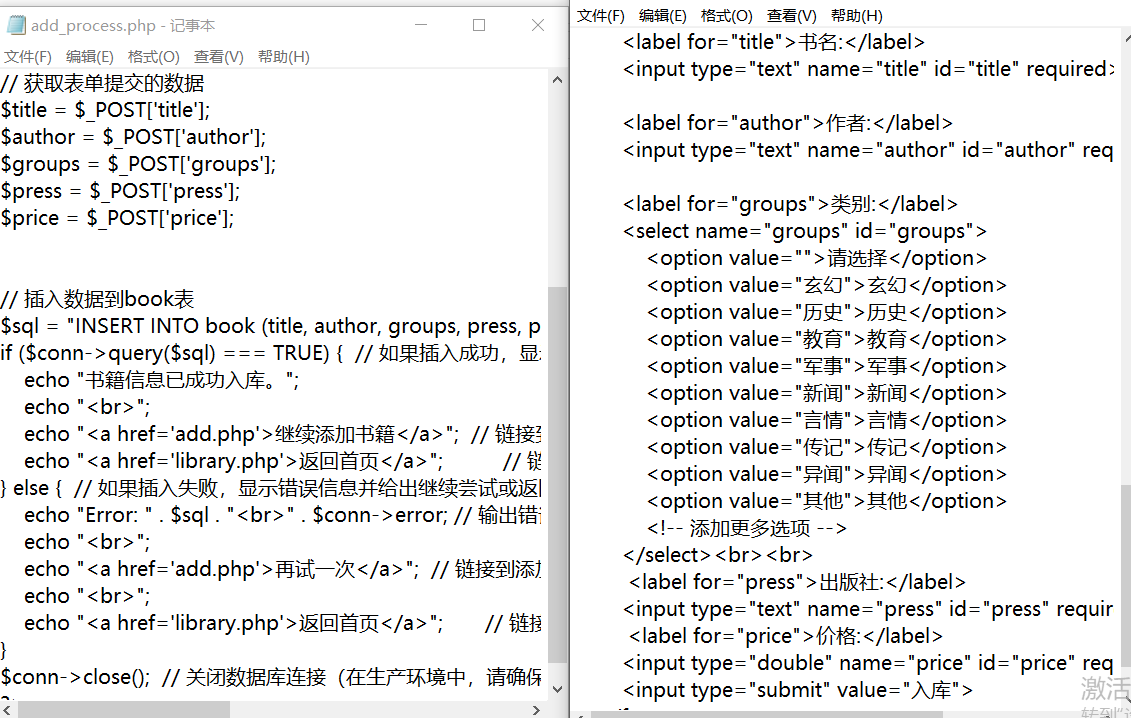 add_process.php - 记事本
文件(F) 编辑(E) 格式(O) 查看(V) 帮助(H)
// 获取表单提交的数据
$title = $_POST['title'];
$author = $_POST['author'];
$groups = $_POST['groups'];
$press = $_POST['press'];
$price = $_POST['price'];
// 插入数据到book表
$sql = "INSERT INTO book (title, author, groups, press, p
if ($conn->query($sql) === TRUE) {  // 如果插入成功，显
    echo "书籍信息已成功入库。";
    echo "<br>";
    echo "<a href='add.php'>继续添加书籍</a>";  // 链接到
    echo "<a href='library.php'>返回首页</a>";          // 链
} else {  // 如果插入失败，显示错误信息并给出继续尝试或返回
    echo "Error: " . $sql . "<br>" . $conn->error; // 输出错误
    echo "<br>";
    echo "<a href='add.php'>再试一次</a>";  // 链接到添加
    echo "<br>";
    echo "<a href='library.php'>返回首页</a>";       // 链接
}
$conn->close();  // 关闭数据库连接（在生产环境中，请确保
文件(F) 编辑(E) 格式(O) 查看(V) 帮助(H)
<label for="title">书名:</label>
<input type="text" name="title" id="title" required>
<label for="author">作者:</label>
<input type="text" name="author" id="author" req
<label for="groups">类别:</label>
<select name="groups" id="groups">
    <option value="">请选择</option>
    <option value="玄幻">玄幻</option>
    <option value="历史">历史</option>
    <option value="教育">教育</option>
    <option value="军事">军事</option>
    <option value="新闻">新闻</option>
    <option value="言情">言情</option>
    <option value="传记">传记</option>
    <option value="异闻">异闻</option>
    <option value="其他">其他</option>
    <!-- 添加更多选项 -->
</select><br><br>
<label for="press">出版社:</label>
<input type="text" name="press" id="press" requir
<label for="price">价格:</label>
<input type="double" name="price" id="price" req
<input type="submit" value="入库">
激活